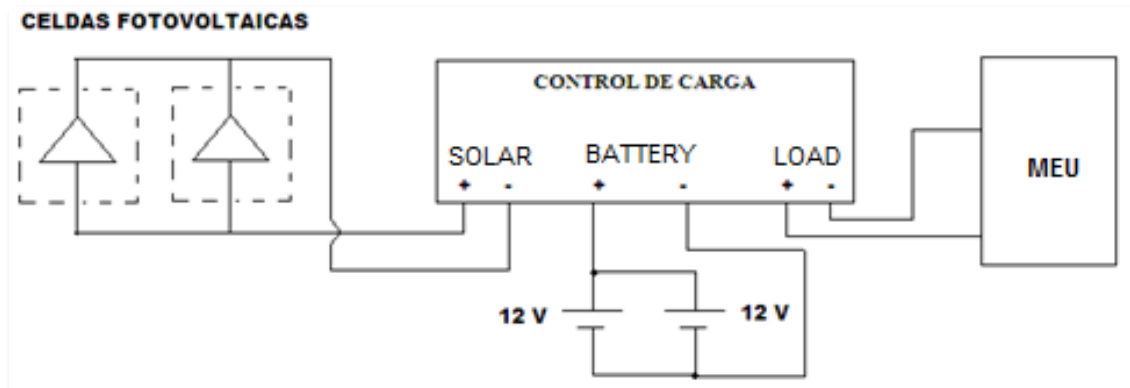 CELDAS FOTOVOLTAICAS
CONTROL DE CARGA
SOLAR BATTERY LOAD
+ - + - + -
MEU
12 V 12 V